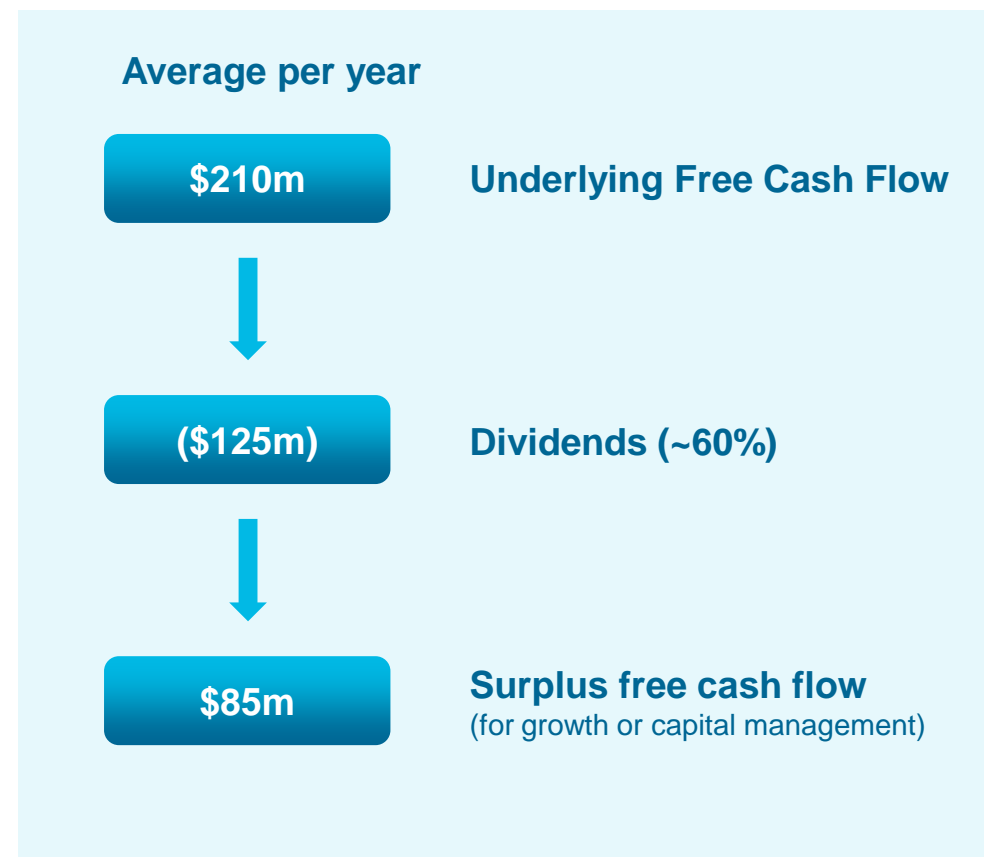 Average per year
$210m
Underlying Free Cash Flow
($125m)
Dividends (~60%)
$85m
Surplus free cash flow
(for growth or capital management)